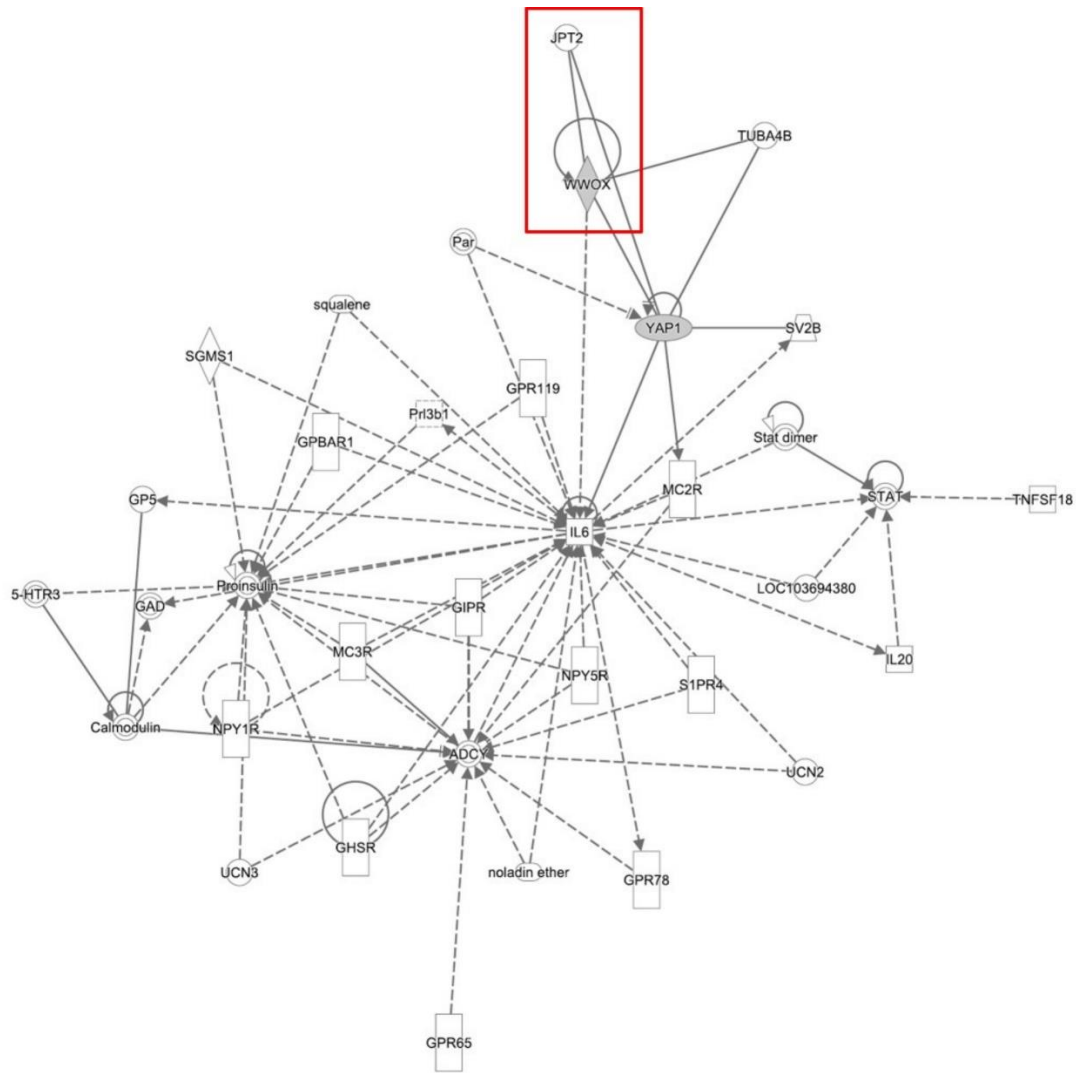 JPT2
TUBA4B
WWOX
Par
squalene
YAP1
SV2B
SGMS1
GPR119
Prl3b1
GPBAR1
Stat dimer
MC2R
GP5
STAT
TNFSF18
IL6
Proinsulin
5-HTR3
GAD
GIPR
LOC103694380
MC3R
IL20
NPY5R
S1PR4
Calmodulin
NPY1R
ADCY
UCN2
GHSR
UCN3
noladin ether
GPR78
GPR65